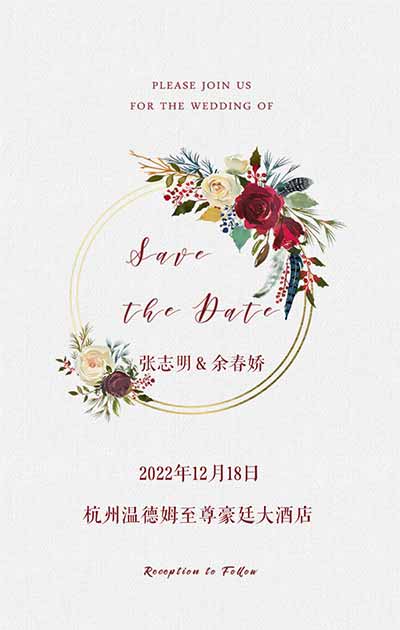 PLEASE JOIN US
FOR THE WEDDING OF
Save
the Date
张志明 & 余春娇
2022年12月18日
杭州温德姆至尊豪廷大酒店
Reception to Follow